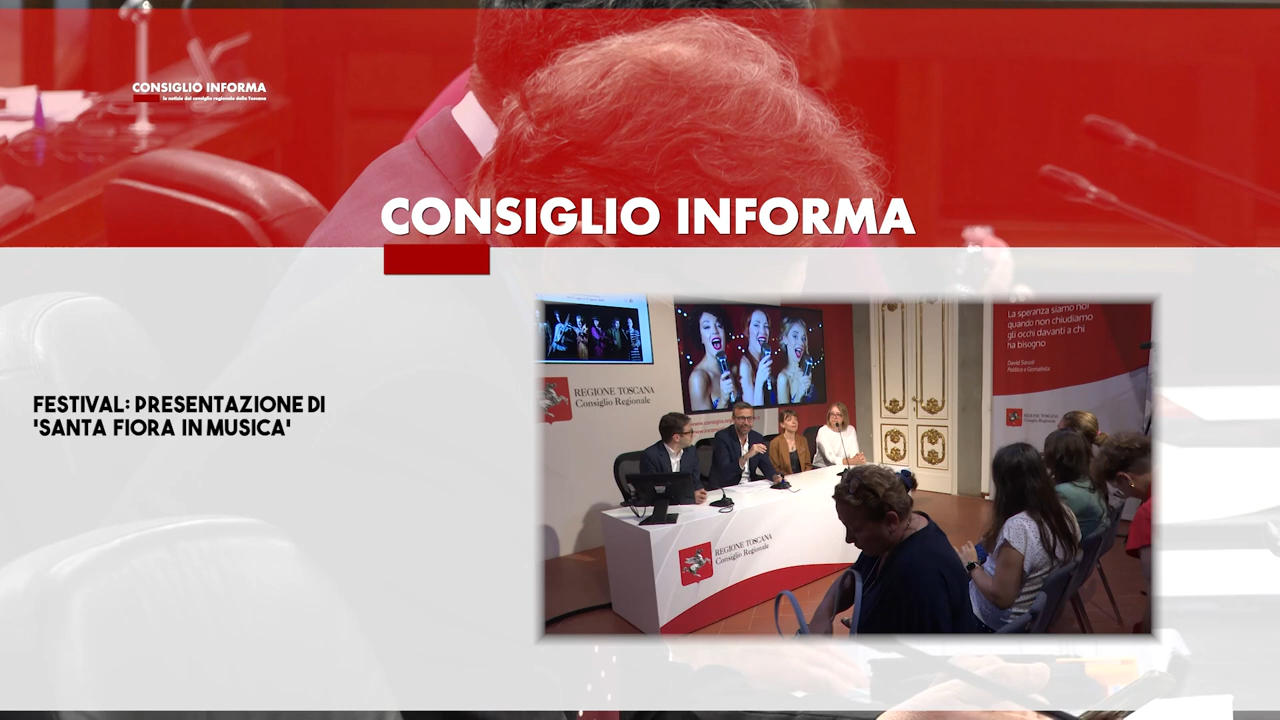 CONSIGLIO INFORMA
le notizie dal consiglio regionale della Toscana
CONSIGLIO INFORMA
FESTIVAL: PRESENTAZIONE DI
'SANTA FIORA IN MUSICA'
REGIONE TOSCANA
Consiglio Regionale
La speranza siamo noi
quando non chiudiamo
gli occhi davanti a chi
ha bisogno
David Sassoli
Politico e Giornalista
REGIONE TOSCANA
Consiglio Regionale
REGIONE TOSCANA
Consiglio Regionale